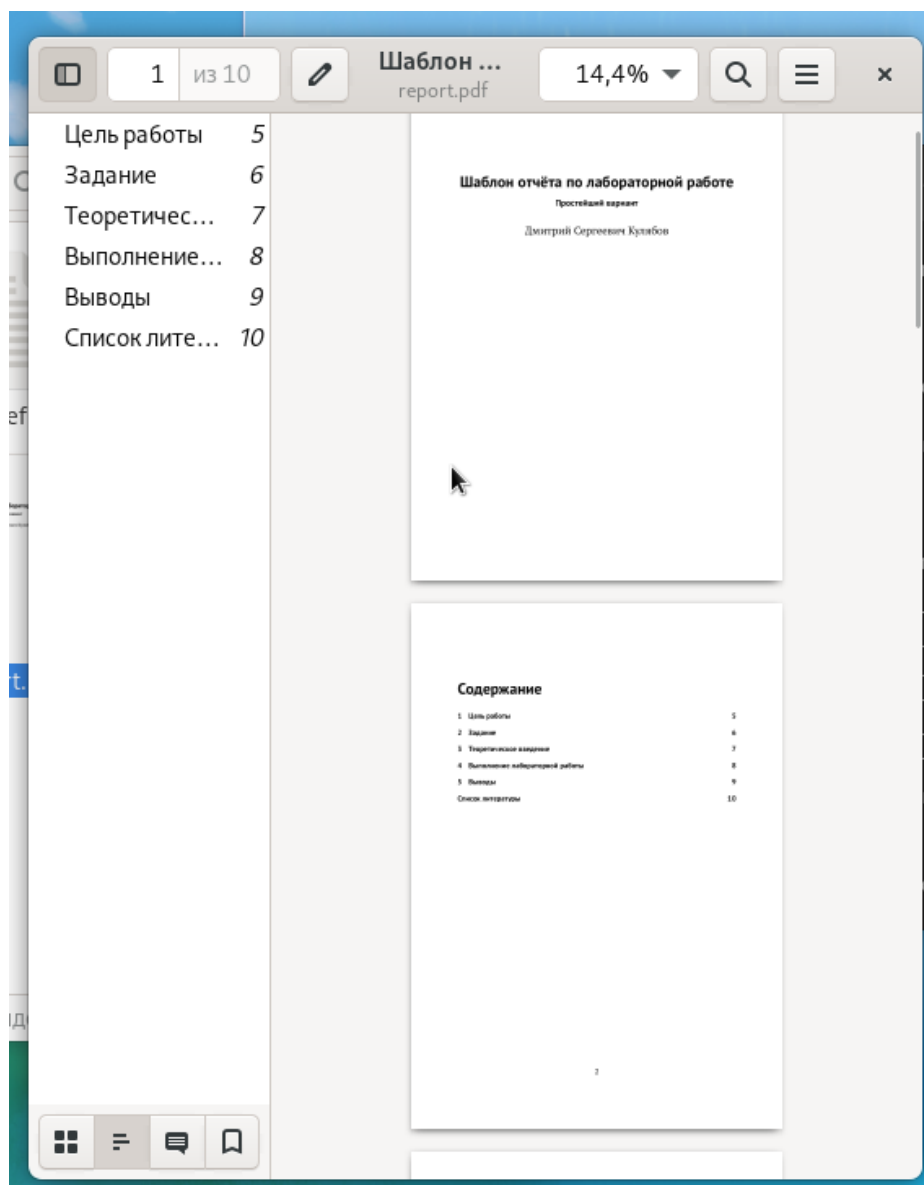 1 из 10
Шаблон ...
report.pdf
14,4%
Цель работы 5
Задание 6
Теоретичес... 7
Выполнение... 8
Выводы 9
Список лите... 10
ef
t.
Шаблон отчёта по лабораторной работе
Простейший вариант
Дмитрий Сергеевич Кулябов
Содержание
1 Цель работы 5
2 Задание 6
3 Теоретическое введение 7
4 Выполнение лабораторной работы 8
5 Выводы 9
Список литературы 10
2